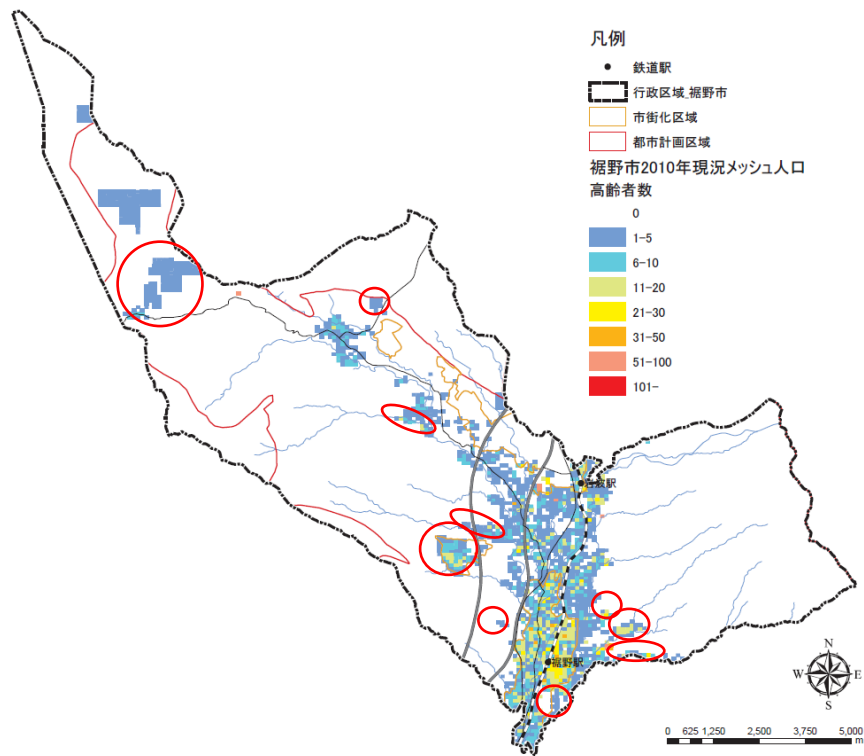 凡例
鉄道駅
行政区域_裾野市
市街化区域
都市計画区域
裾野市2010年現況メッシュ人口
高齢者数
0
1-5
6-10
11-20
21-30
31-50
51-100
101-
岩波駅
裾野駅
N
W E
S
0 625 1,250 2,500 3,750 5,000
m